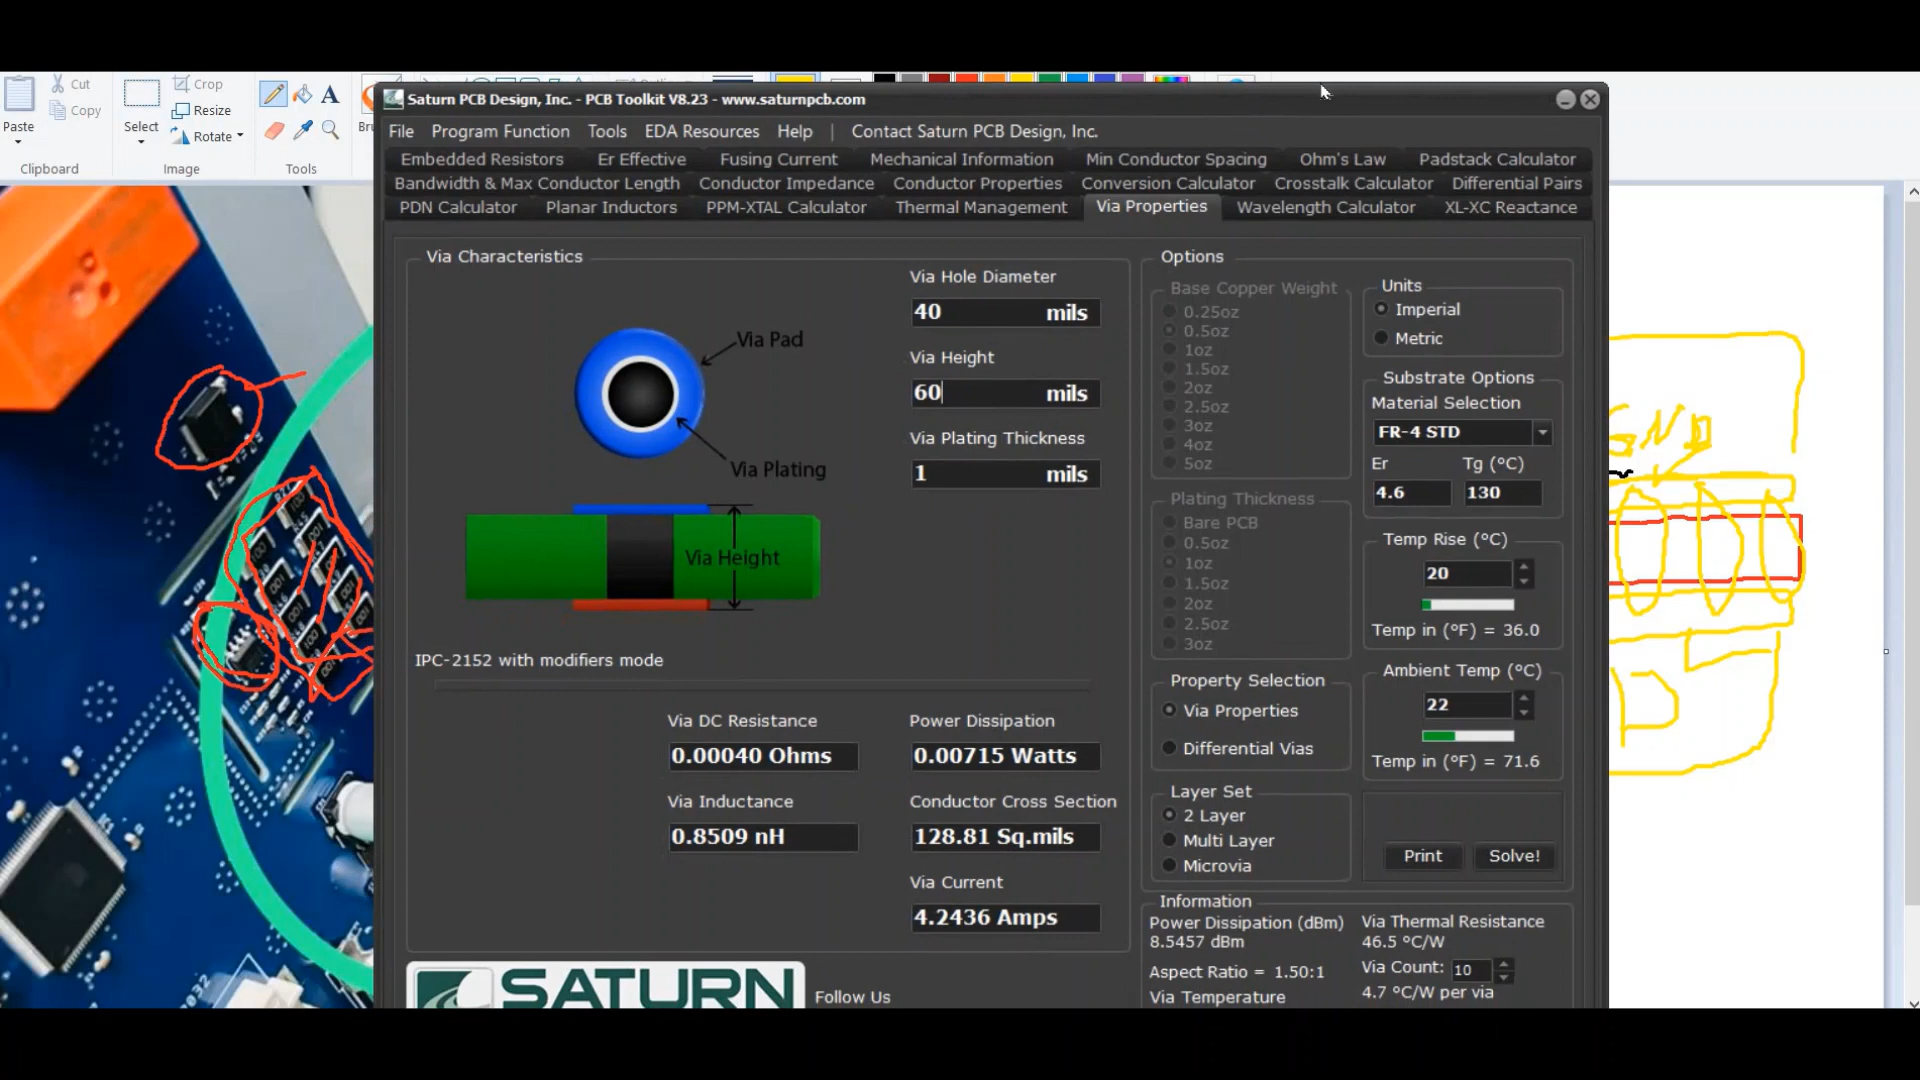 Paste
Cut
Copy
Clipboard
Select
Crop
Resize
Rotate
Image
A
Tools
Saturn PCB Design, Inc. - PCB Toolkit V8.23 - www.saturnpcb.com
File Program Function Tools EDA Resources Help | Contact Saturn PCB Design, Inc.
Embedded Resistors Er Effective Fusing Current Mechanical Information Min Conductor Spacing Ohm's Law Padstack Calculator
Bandwidth & Max Conductor Length Conductor Impedance Conductor Properties Conversion Calculator Crosstalk Calculator Differential Pairs
PDN Calculator Planar Inductors PPM-XTAL Calculator Thermal Management Via Properties Wavelength Calculator XL-XC Reactance
Via Characteristics
Via Pad
Via Plating
Via Height
Via Hole Diameter
40 mils
Via Height
60 mils
Via Plating Thickness
1 mils
IPC-2152 with modifiers mode
Via DC Resistance
0.00040 Ohms
Power Dissipation
0.00715 Watts
Via Inductance
0.8509 nH
Conductor Cross Section
128.81 Sq.mils
Via Current
4.2436 Amps
Options
Base Copper Weight
0.25oz
0.5oz
1oz
1.5oz
2oz
2.5oz
3oz
4oz
5oz
Plating Thickness
Bare PCB
0.5oz
1oz
1.5oz
2oz
2.5oz
3oz
Property Selection
Via Properties
Differential Vias
Layer Set
2 Layer
Multi Layer
Microvia
Units
Imperial
Metric
Substrate Options
Material Selection
FR-4 STD
Er Tg (°C)
4.6 130
Temp Rise (°C)
20
Temp in (°F) = 36.0
Ambient Temp (°C)
22
Temp in (°F) = 71.6
Print Solve!
Information
Power Dissipation (dBm)
8.5457 dBm
Aspect Ratio = 1.50:1
Via Temperature
Via Thermal Resistance
46.5 °C/W
Via Count: 10
4.7 °C/W per via
SATURN
Follow Us
GND